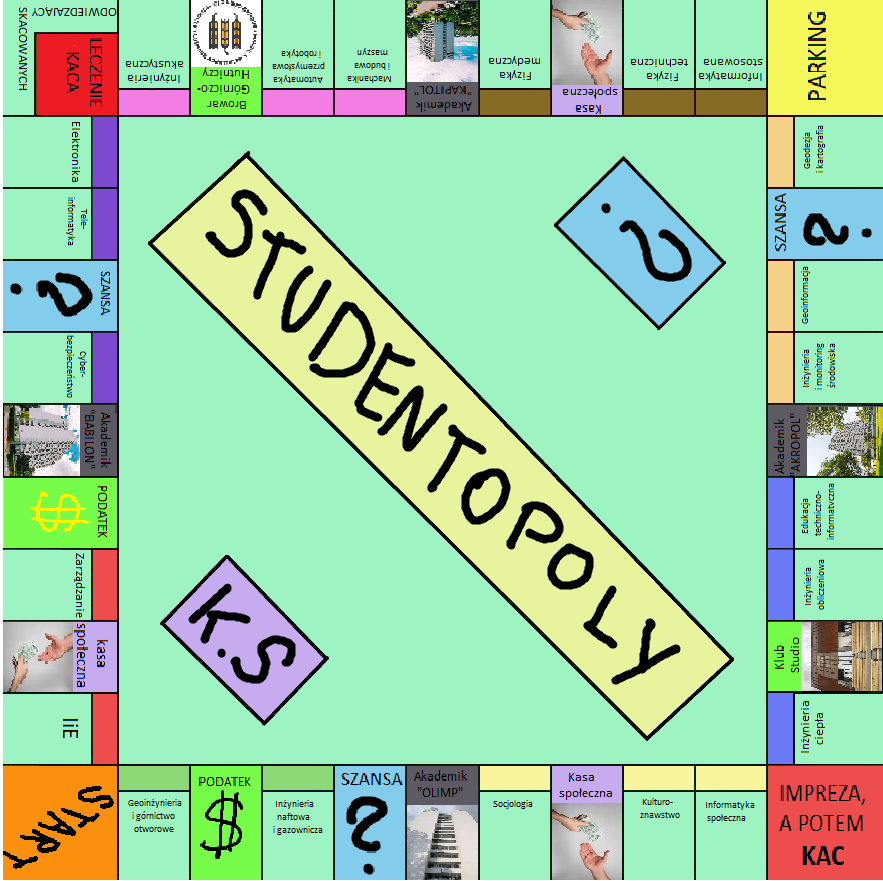 ODWIEDZAJĄCY
SKACOWANYCH
LECZENIE
KACA
Inżynieria
akustyczna
Browar
Górniczo-
Hutniczy
Automatyka
przemysłowa
i robotyka
Machanika
i budowa
maszyn
Akademik
"KAPITOL"
Fizyka
medyczna
Kasa
społeczna
Fizyka
techniczna
Informatyka
stosowana
PARKING
Geodezja
i kartografia
SZANSA
?
Geoinformacja
Inżynieria
i monitoring
środowiska
Akademik
"AKROPOL"
Edukacja
techniczno-
informatyczna
Inżynieria
obliczeniowa
Klub
Studio
Inżynieria
ciepła
IMPREZA,
A POTEM
KAC
Informatyka
społeczna
Kulturo-
znawstwo
Kasa
społeczna
Socjologia
Akademik
"OLIMP"
SZANSA
?
Inżynieria
naftowa
i gazownicza
PODATEK
$
Geoinżynieria
i górnictwo
otworowe
START
IiE
kasa
społeczna
Zarządzanie
PODATEK
$
Akademik
"BABILON"
Cyber-
bezpieczeństwo
SZANSA
?
Tele-
informatyka
Elektronika
STUDENTOPOLY
?
K.S